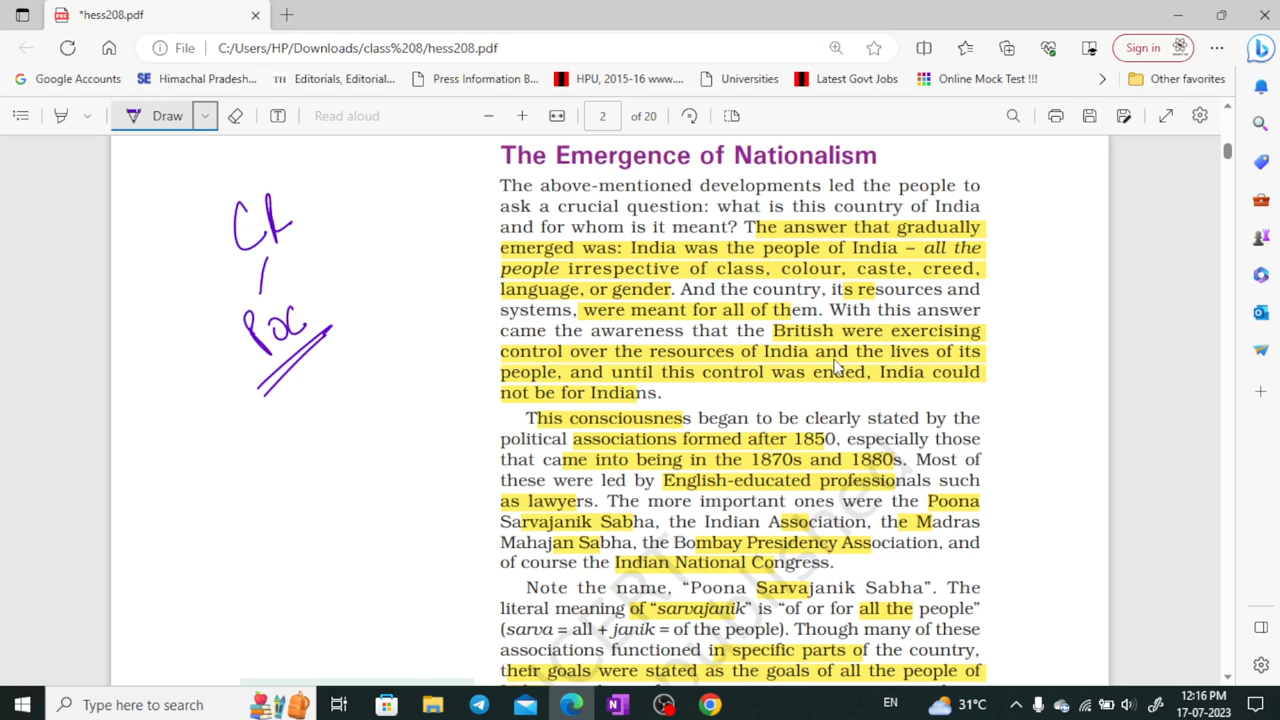 *hess208.pdf
File C:/Users/HP/Downloads/class%208/hess208.pdf
Sign in
Google Accounts SE Himachal Pradesh... TH Editorials, Editorial... Press Information B... HPU, 2015-16 www.... Universities Latest Govt Jobs Online Mock Test !!! Other favorites
Draw Read aloud 2 of 20
The Emergence of Nationalism
The above-mentioned developments led the people to
ask a crucial question: what is this country of India
and for whom is it meant? The answer that gradually
emerged was: India was the people of India – all the
people irrespective of class, colour, caste, creed,
language, or gender. And the country, its resources and
systems, were meant for all of them. With this answer
came the awareness that the British were exercising
control over the resources of India and the lives of its
people, and until this control was ended, India could
not be for Indians.
This consciousness began to be clearly stated by the
political associations formed after 1850, especially those
that came into being in the 1870s and 1880s. Most of
these were led by English-educated professionals such
as lawyers. The more important ones were the Poona
Sarvajanik Sabha, the Indian Association, the Madras
Mahajan Sabha, the Bombay Presidency Association, and
of course the Indian National Congress.
Note the name, “Poona Sarvajanik Sabha”. The
literal meaning of “sarvajanik” is “of or for all the people”
(sarva = all + janik = of the people). Though many of these
associations functioned in specific parts of the country,
their goals were stated as the goals of all the people of
Type here to search
31°C EN 12:16 PM
17-07-2023